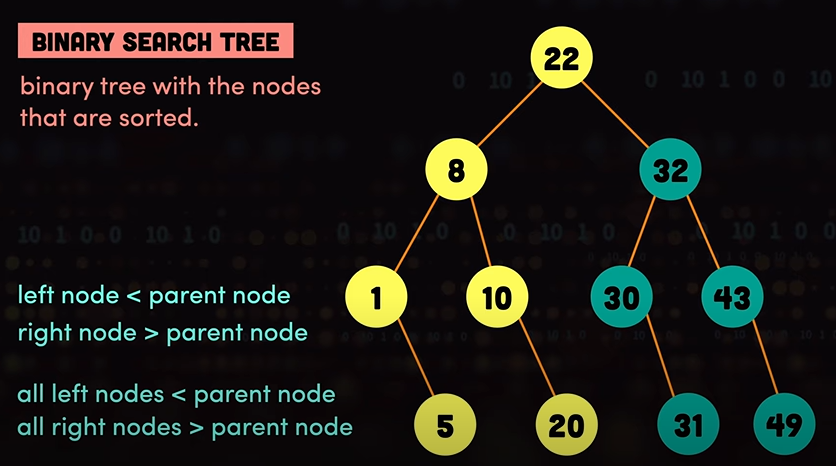 BINARY SEARCH TREE
binary tree with the nodes
that are sorted.
22
8
32
1
10
30
43
left node < parent node
right node > parent node
all left nodes < parent node
all right nodes > parent node
5
20
31
49